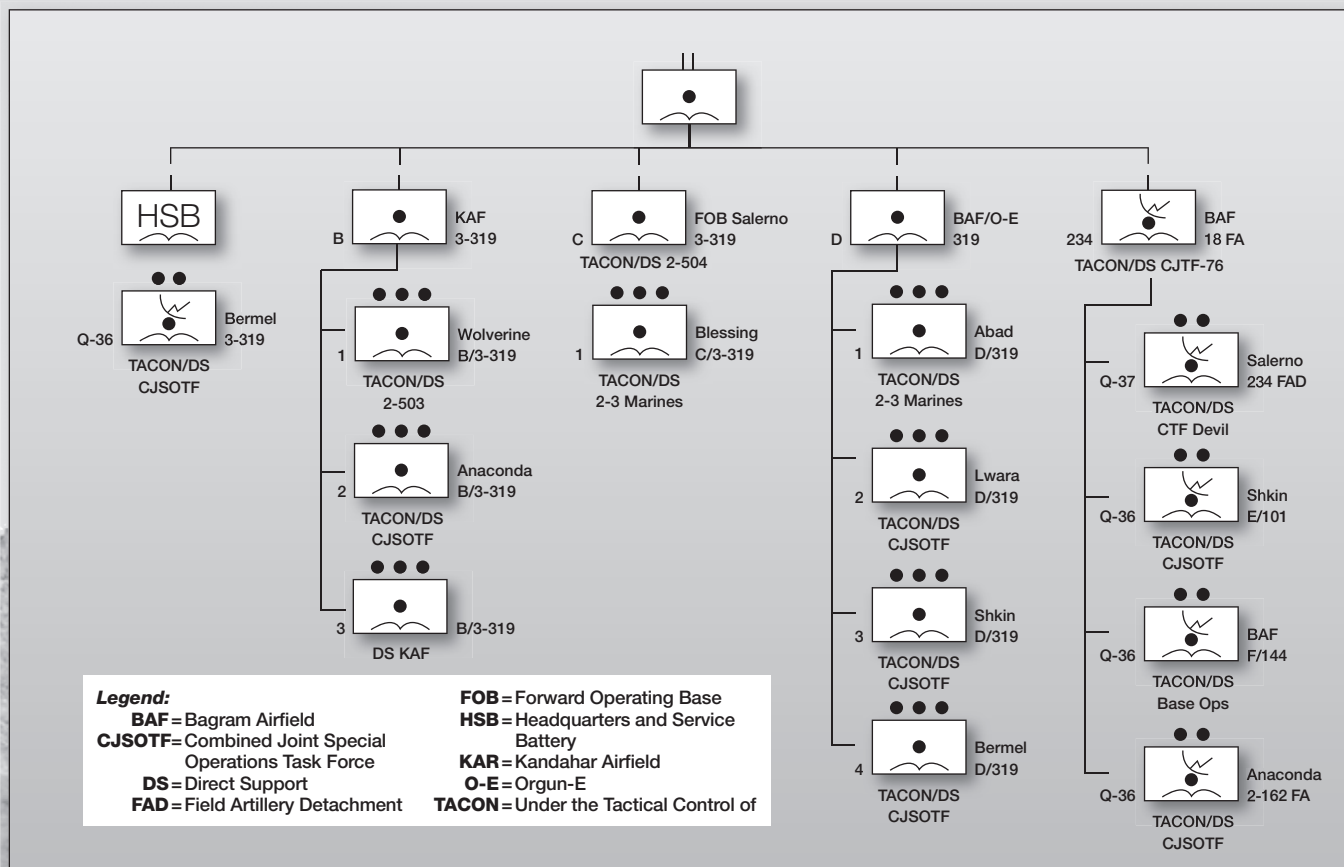 HSB
Q-36
Bermel
3-319
TACON/DS
CJSOTF
B
KAF
3-319
1
Wolverine
B/3-319
TACON/DS
2-503
2
Anaconda
B/3-319
TACON/DS
CJSOTF
3
B/3-319
DS KAF
C
FOB Salerno
3-319
TACON/DS 2-504
1
Blessing
C/3-319
TACON/DS
2-3 Marines
D
BAF/O-E
319
1
Abad
D/319
TACON/DS
2-3 Marines
2
Lwara
D/319
TACON/DS
CJSOTF
3
Shkin
D/319
TACON/DS
CJSOTF
4
Bermel
D/319
TACON/DS
CJSOTF
234
BAF
18 FA
TACON/DS CJTF-76
Q-37
Salerno
234 FAD
TACON/DS
CTF Devil
Q-36
Shkin
E/101
TACON/DS
CJSOTF
Q-36
BAF
F/144
TACON/DS
Base Ops
Q-36
Anaconda
2-162 FA
TACON/DS
CJSOTF
Legend:
BAF = Bagram Airfield
CJSOTF = Combined Joint Special
Operations Task Force
DS = Direct Support
FAD = Field Artillery Detachment
FOB = Forward Operating Base
HSB = Headquarters and Service
Battery
KAR = Kandahar Airfield
O-E = Orgun-E
TACON = Under the Tactical Control of